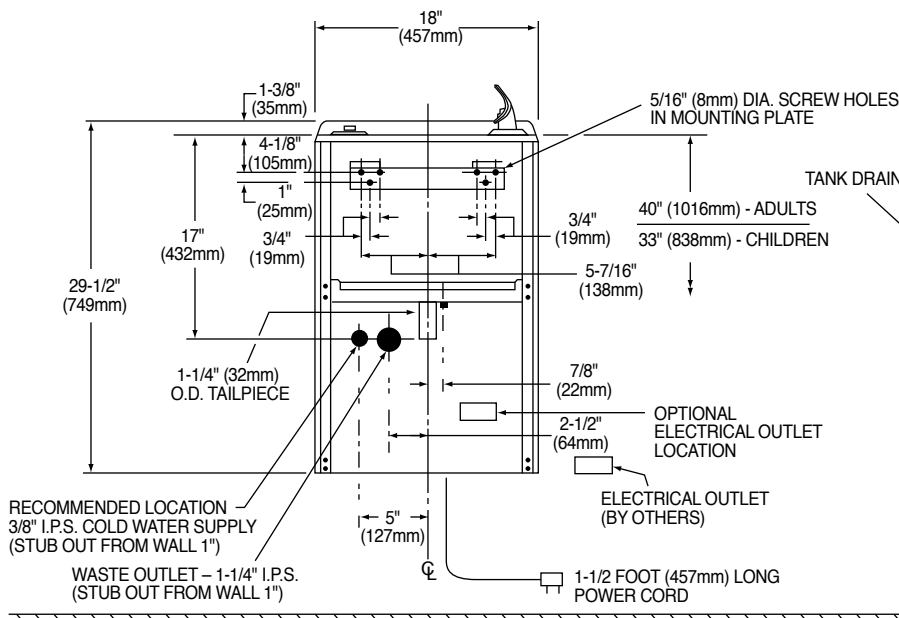 18"
(457mm)
1-3/8"
(35mm)
5/16" (8mm) DIA. SCREW HOLES
IN MOUNTING PLATE
4-1/8"
(105mm)
TANK DRAIN
1"
(25mm)
40" (1016mm) - ADULTS
33" (838mm) - CHILDREN
17"
(432mm)
3/4"
(19mm)
3/4"
(19mm)
5-7/16"
(138mm)
29-1/2"
(749mm)
1-1/4" (32mm)
O.D. TAILPIECE
7/8"
(22mm)
2-1/2"
(64mm)
OPTIONAL
ELECTRICAL OUTLET
LOCATION
ELECTRICAL OUTLET
(BY OTHERS)
RECOMMENDED LOCATION
3/8" I.P.S. COLD WATER SUPPLY
(STUB OUT FROM WALL 1")
5"
(127mm)
WASTE OUTLET – 1-1/4" I.P.S.
(STUB OUT FROM WALL 1")
℄
1-1/2 FOOT (457mm) LONG
POWER CORD